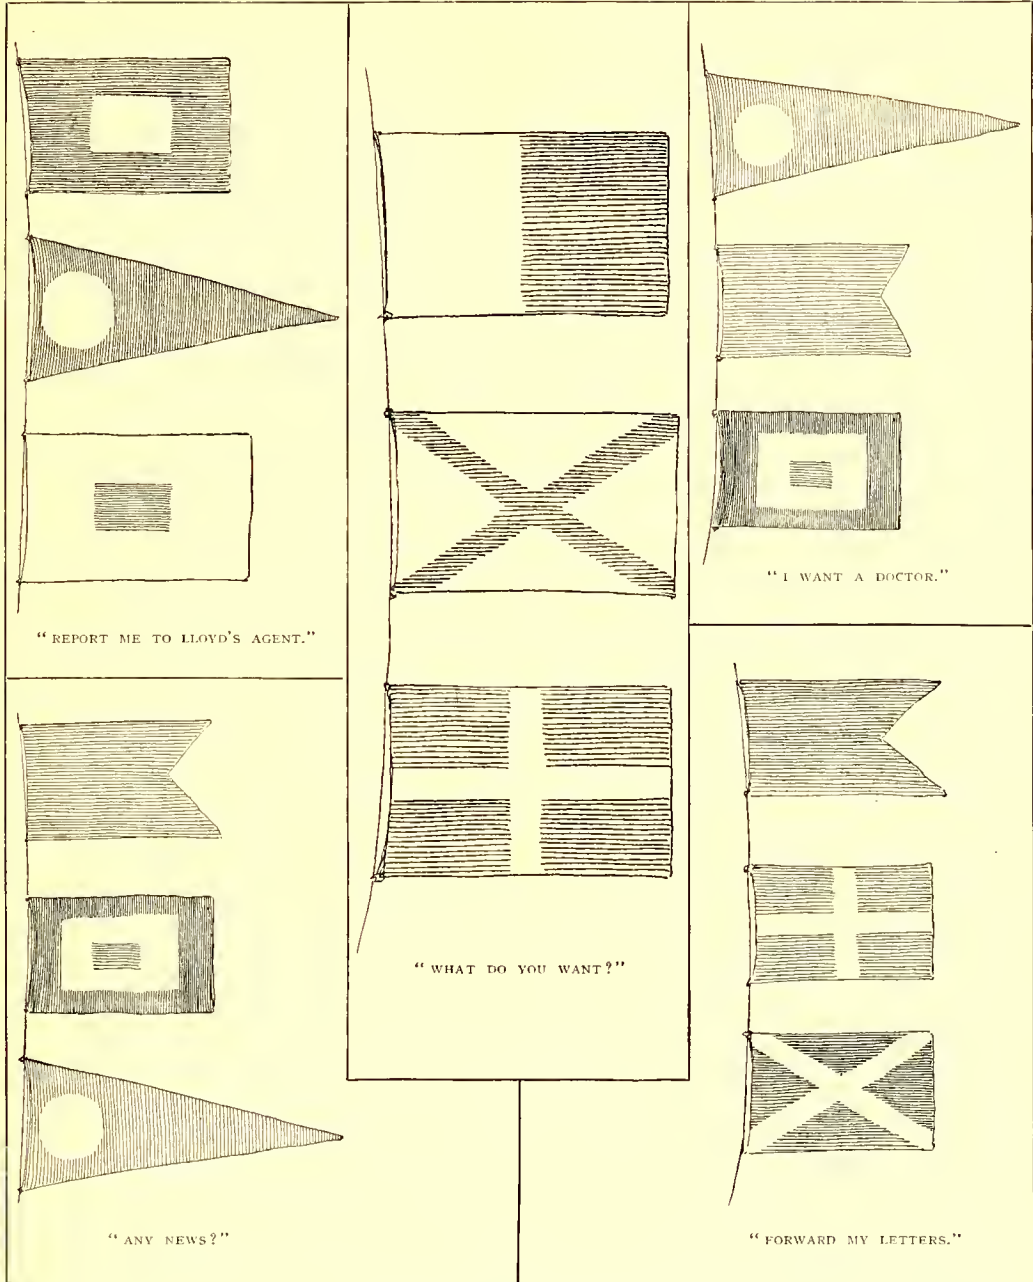 "REPORT ME TO LLOYD'S AGENT."
"ANY NEWS?"
"WHAT DO YOU WANT?"
"I WANT A DOCTOR."
"FORWARD MY LETTERS."